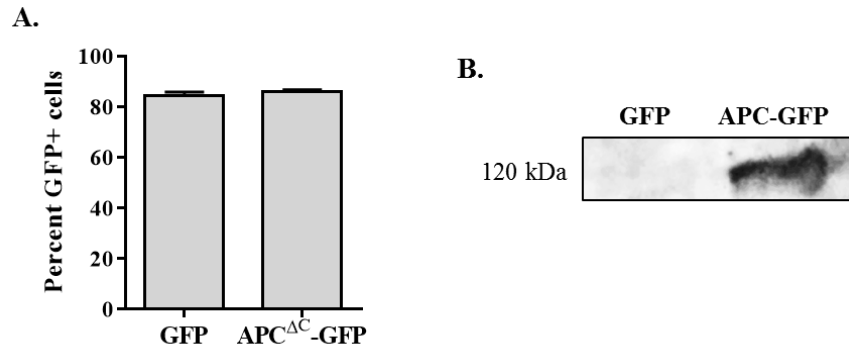 A.
Percent GFP+ cells
100
80
60
40
20
0
GFP APC^ΔC-GFP
B.
GFP APC-GFP
120 kDa